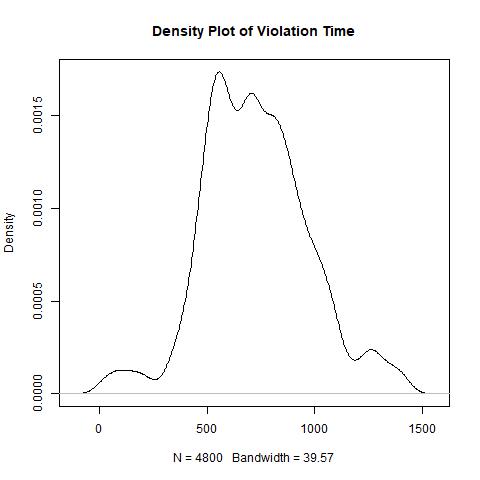 Density Plot of Violation Time
Density
0.0015
0.0010
0.0005
0.0000
0 500 1000 1500
N = 4800 Bandwidth = 39.57